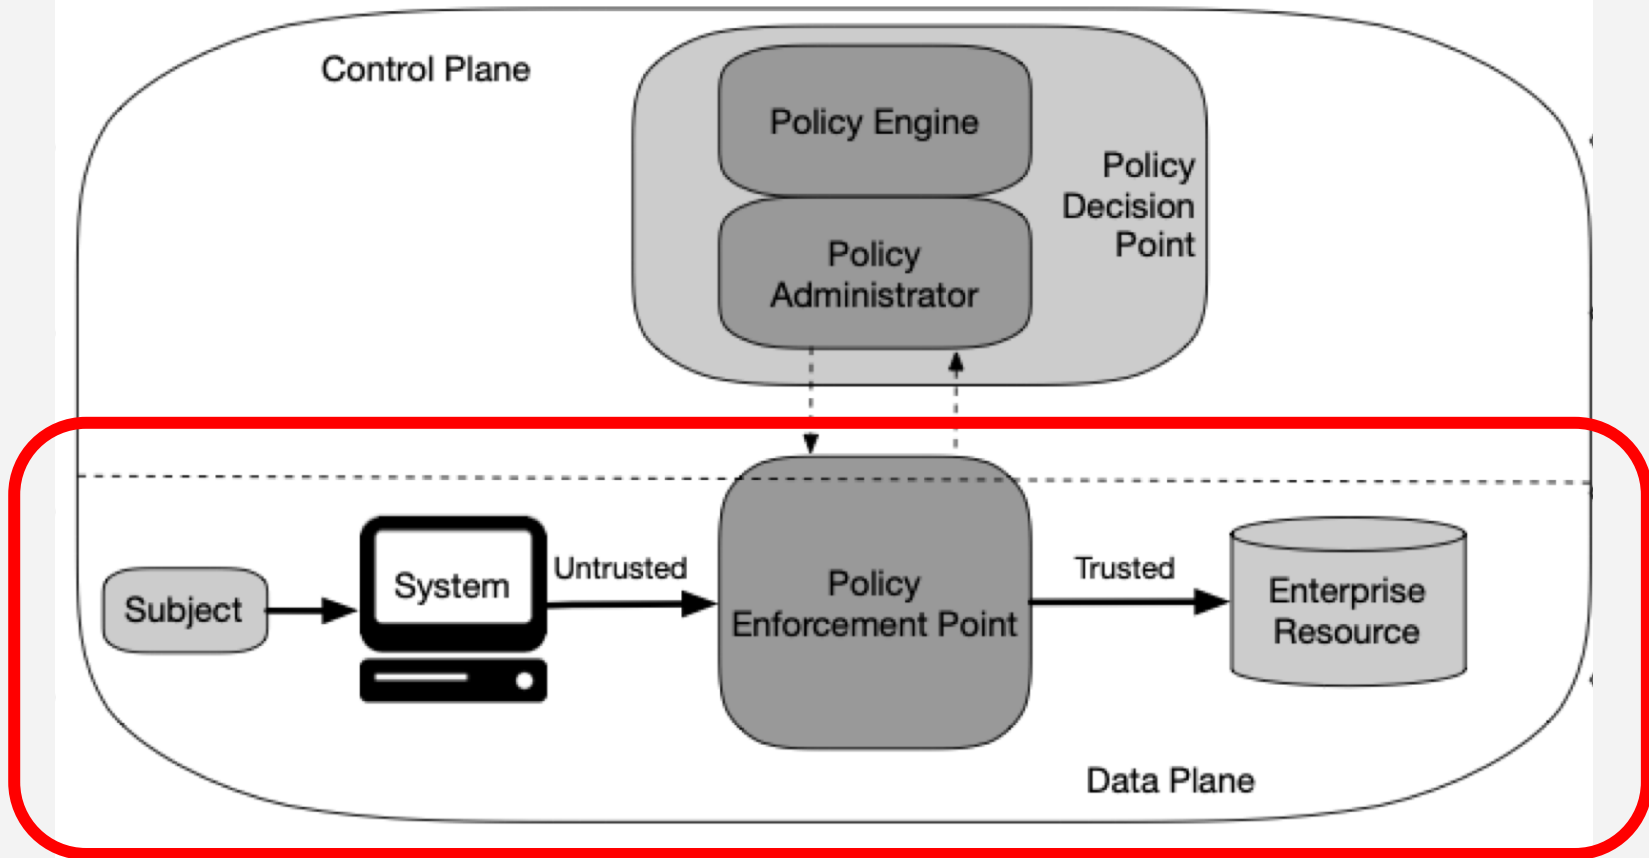 Control Plane
Policy Engine
Policy
Decision
Point
Policy
Administrator
Subject
System
Untrusted
Policy
Enforcement Point
Trusted
Enterprise
Resource
Data Plane